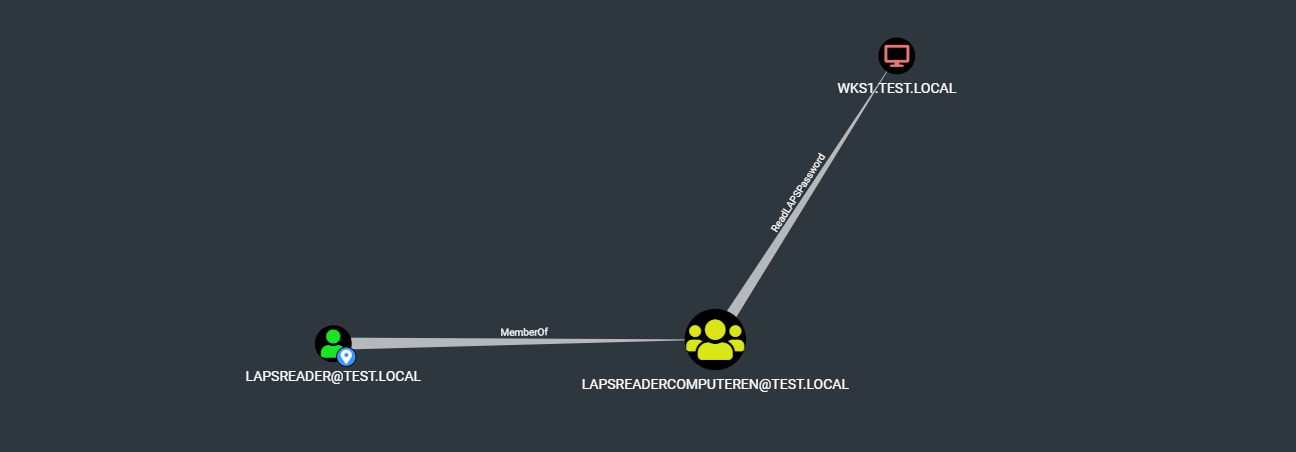 WKS1.TEST.LOCAL
ReadLAPSPassword
MemberOf
LAPSREADER@TEST.LOCAL
LAPSREADERCOMPUTEREN@TEST.LOCAL